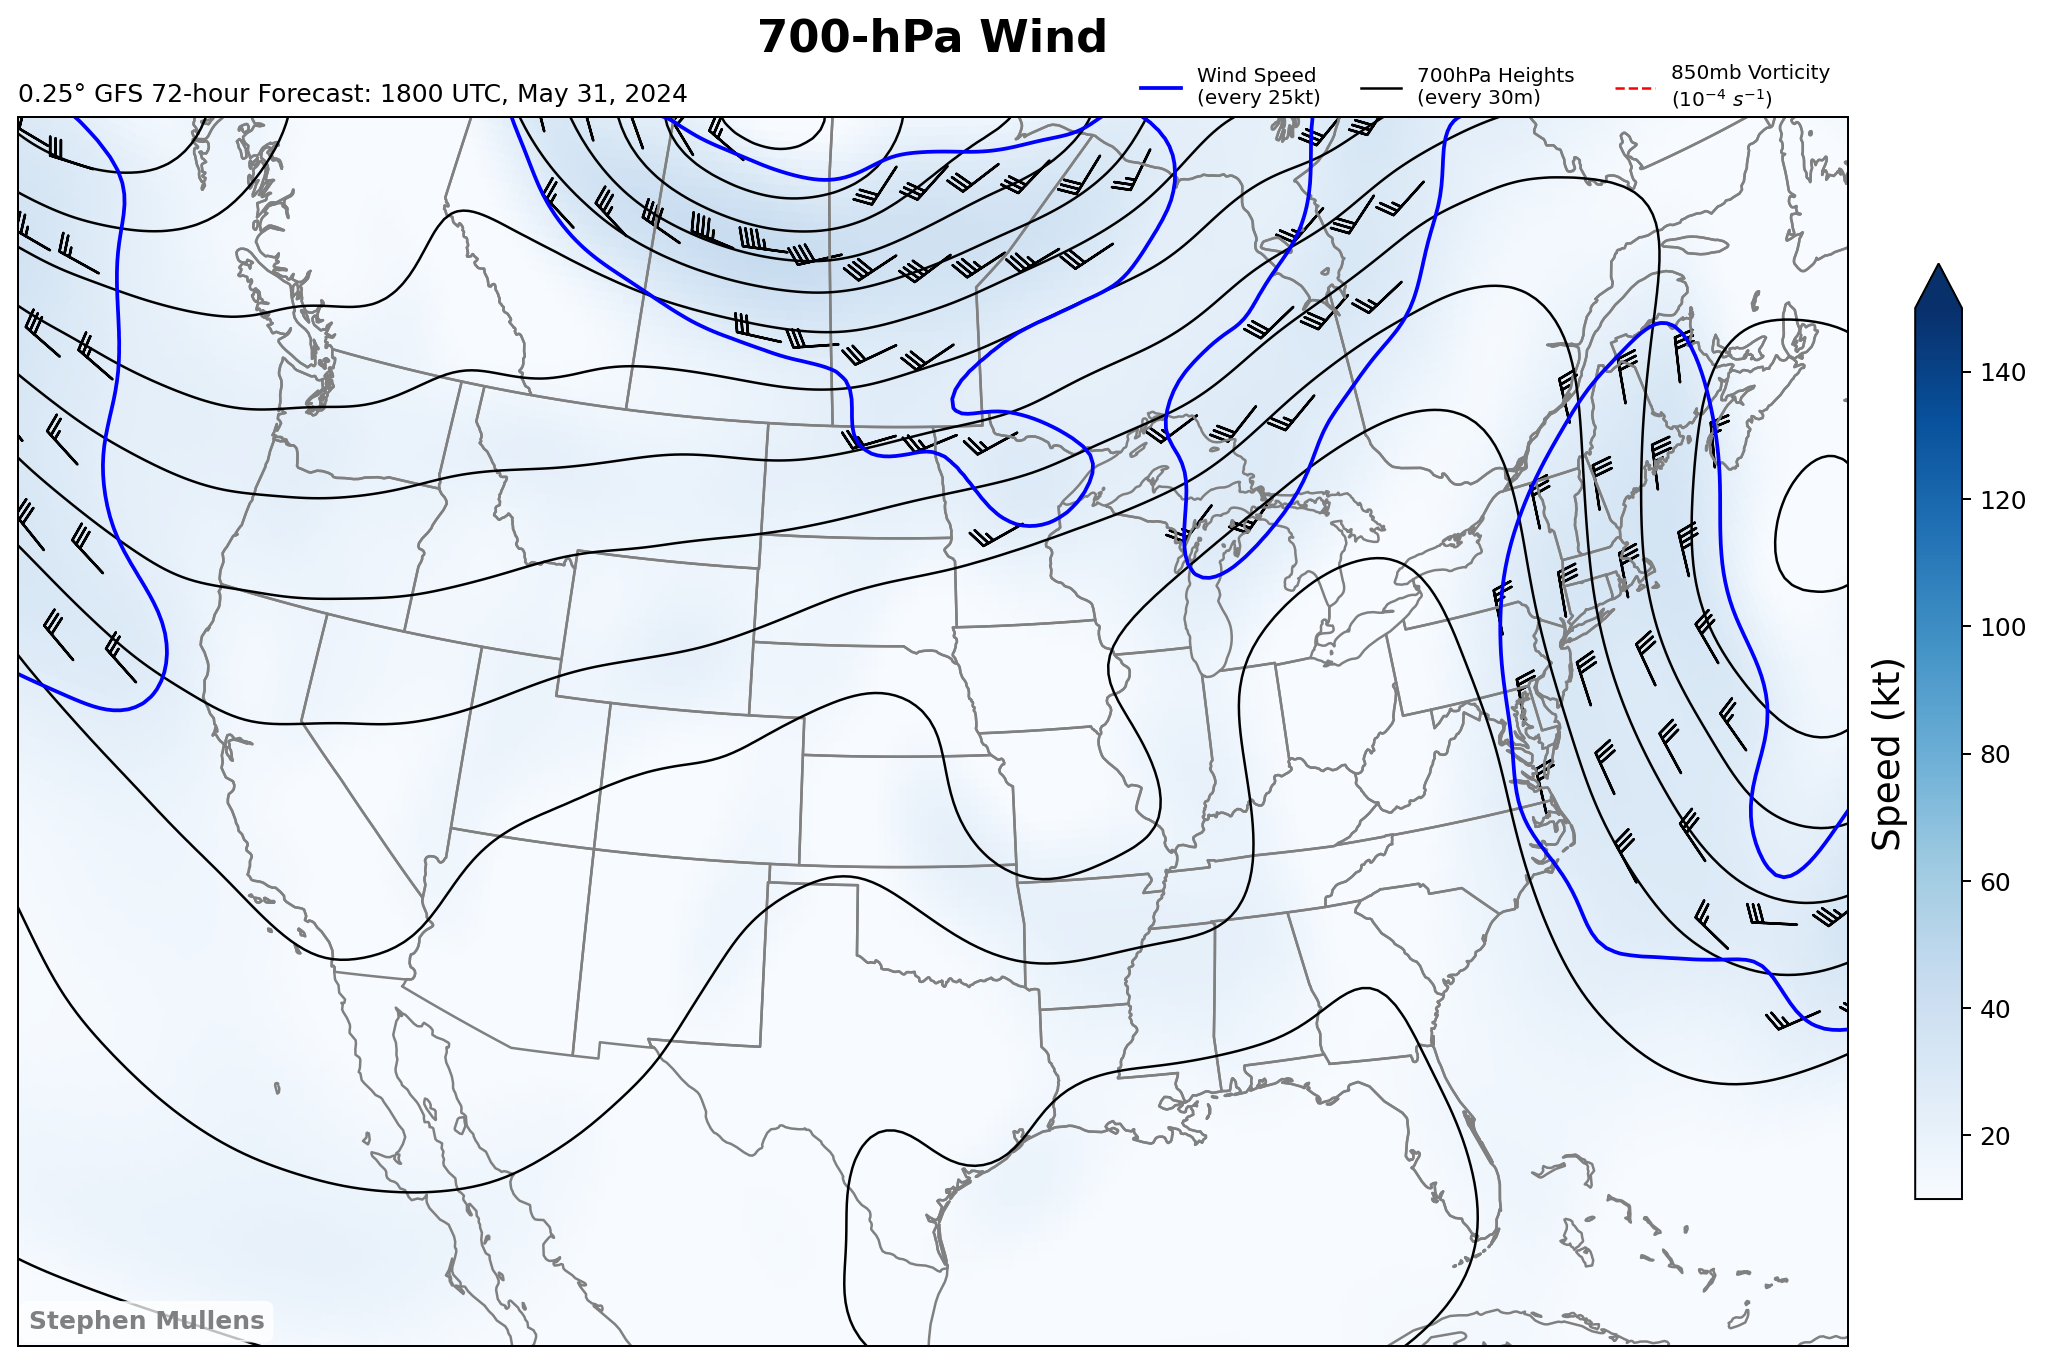 700-hPa Wind
0.25° GFS 72-hour Forecast: 1800 UTC, May 31, 2024
Wind Speed
(every 25kt)
700hPa Heights
(every 30m)
850mb Vorticity
(10⁻⁴ s⁻¹)
140
120
100
80
60
40
20
Speed (kt)
Stephen Mullens